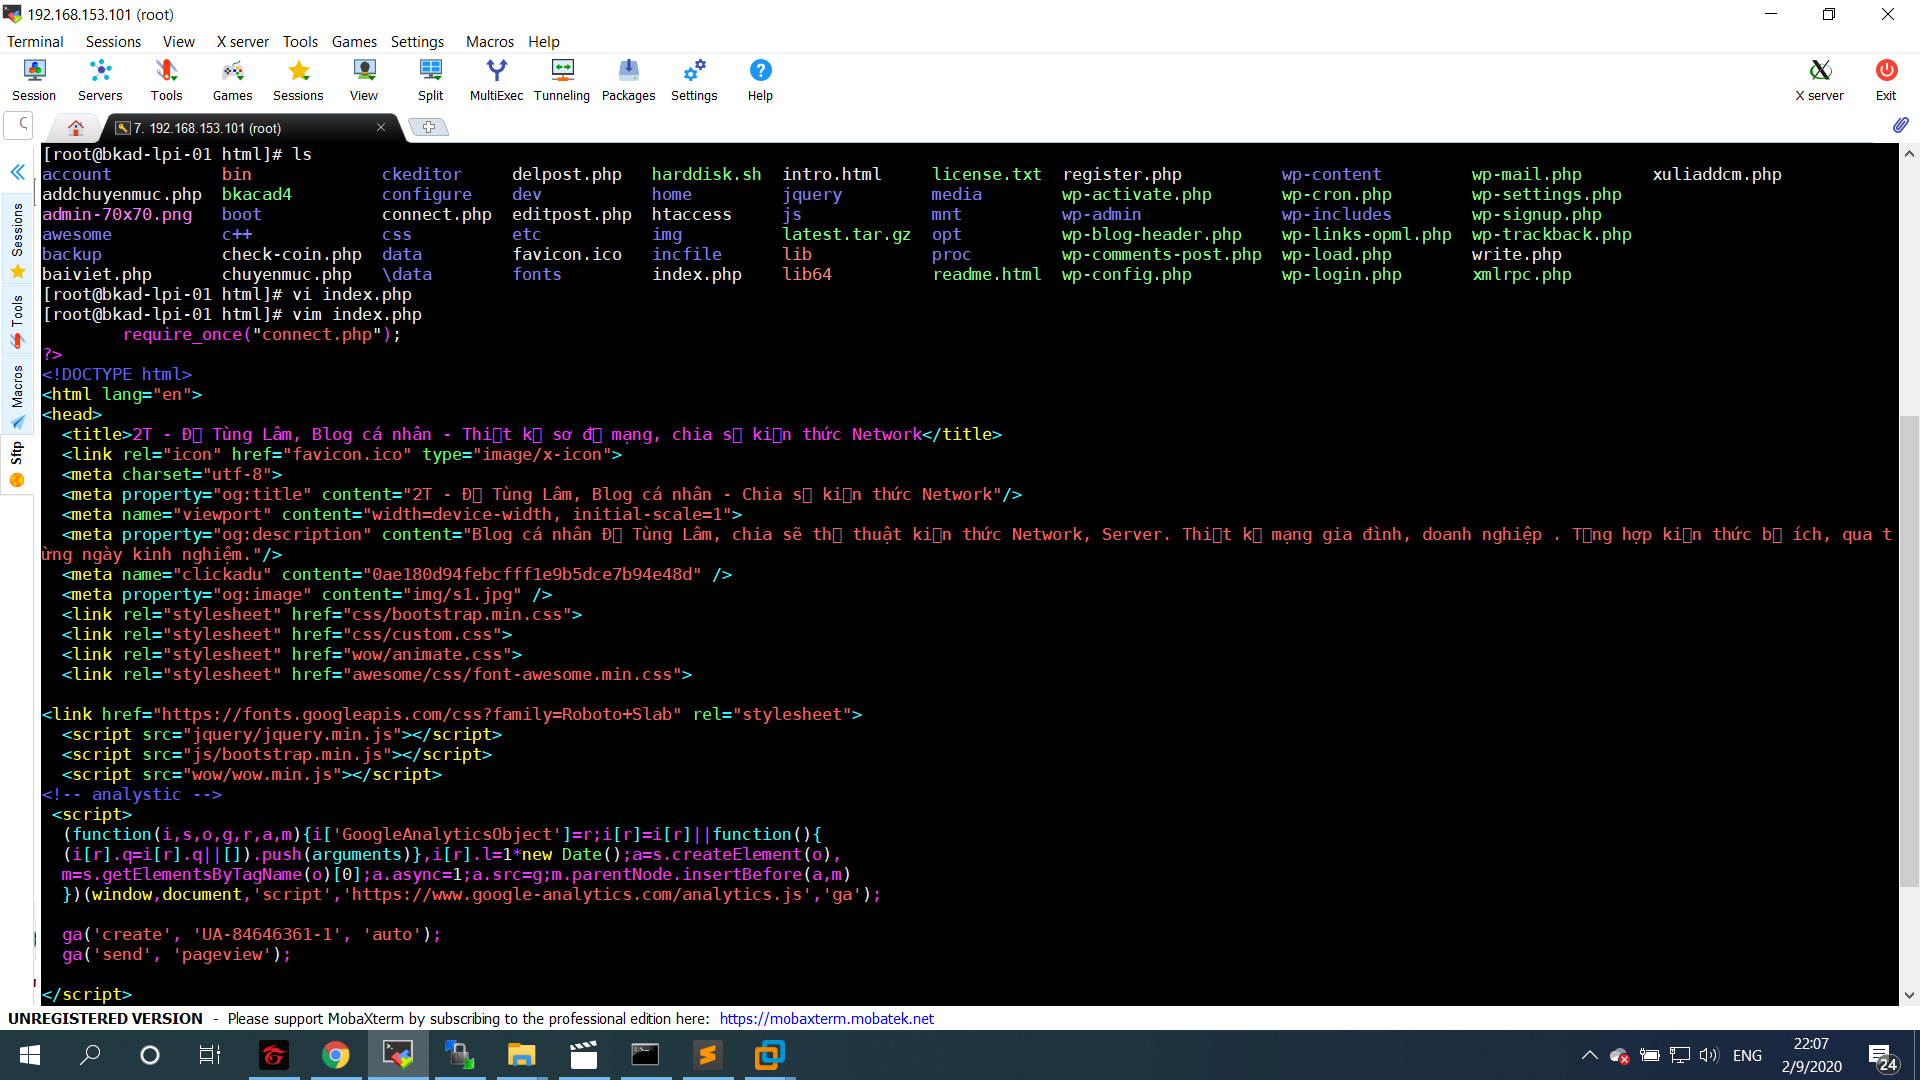 192.168.153.101 (root)
Terminal Sessions View X server Tools Games Settings Macros Help
Session Servers Tools Games Sessions View Split MultiExec Tunneling Packages Settings Help X server Exit
7. 192.168.153.101 (root)
Sessions
Tools
Macros
Sftp
[root@bkad-lpi-01 html]# ls
account bin ckeditor delpost.php harddisk.sh intro.html license.txt register.php wp-content wp-mail.php xuliaddcm.php
addchuyenmuc.php bkacad4 configure dev home jquery media wp-activate.php wp-cron.php wp-settings.php
admin-70x70.png boot connect.php editpost.php htaccess js mnt wp-admin wp-includes wp-signup.php
awesome c++ css etc img latest.tar.gz opt wp-blog-header.php wp-links-opml.php wp-trackback.php
backup check-coin.php data favicon.ico incfile lib proc wp-comments-post.php wp-load.php write.php
baiviet.php chuyenmuc.php \data fonts index.php lib64 readme.html wp-config.php wp-login.php xmlrpc.php
[root@bkad-lpi-01 html]# vi index.php
[root@bkad-lpi-01 html]# vim index.php
require_once("connect.php");
?>
<!DOCTYPE html>
<html lang="en">
<head>
<title>2T - Đ▯ Tùng Lâm, Blog cá nhân - Thi▯t k▯ sơ đ▯ mạng, chia s▯ ki▯n thức Network</title>
<link rel="icon" href="favicon.ico" type="image/x-icon">
<meta charset="utf-8">
<meta property="og:title" content="2T - Đ▯ Tùng Lâm, Blog cá nhân - Chia s▯ ki▯n thức Network"/>
<meta name="viewport" content="width=device-width, initial-scale=1">
<meta property="og:description" content="Blog cá nhân Đ▯ Tùng Lâm, chia sẽ th▯ thuật ki▯n thức Network, Server. Thi▯t k▯ mạng gia đình, doanh nghiệp . T▯ng hợp ki▯n thức b▯ ích, qua t
ừng ngày kinh nghiệm."/>
<meta name="clickadu" content="0ae180d94febcfff1e9b5dce7b94e48d" />
<meta property="og:image" content="img/s1.jpg" />
<link rel="stylesheet" href="css/bootstrap.min.css">
<link rel="stylesheet" href="css/custom.css">
<link rel="stylesheet" href="wow/animate.css">
<link rel="stylesheet" href="awesome/css/font-awesome.min.css">
<link href="https://fonts.googleapis.com/css?family=Roboto+Slab" rel="stylesheet">
<script src="jquery/jquery.min.js"></script>
<script src="js/bootstrap.min.js"></script>
<script src="wow/wow.min.js"></script>
<!-- analystic -->
<script>
(function(i,s,o,g,r,a,m){i['GoogleAnalyticsObject']=r;i[r]=i[r]||function(){
(i[r].q=i[r].q||[]).push(arguments)},i[r].l=1*new Date();a=s.createElement(o),
m=s.getElementsByTagName(o)[0];a.async=1;a.src=g;m.parentNode.insertBefore(a,m)
})(window,document,'script','https://www.google-analytics.com/analytics.js','ga');
ga('create', 'UA-84646361-1', 'auto');
ga('send', 'pageview');
</script>
UNREGISTERED VERSION - Please support MobaXterm by subscribing to the professional edition here: https://mobaxterm.mobatek.net
ENG
22:07
2/9/2020
24